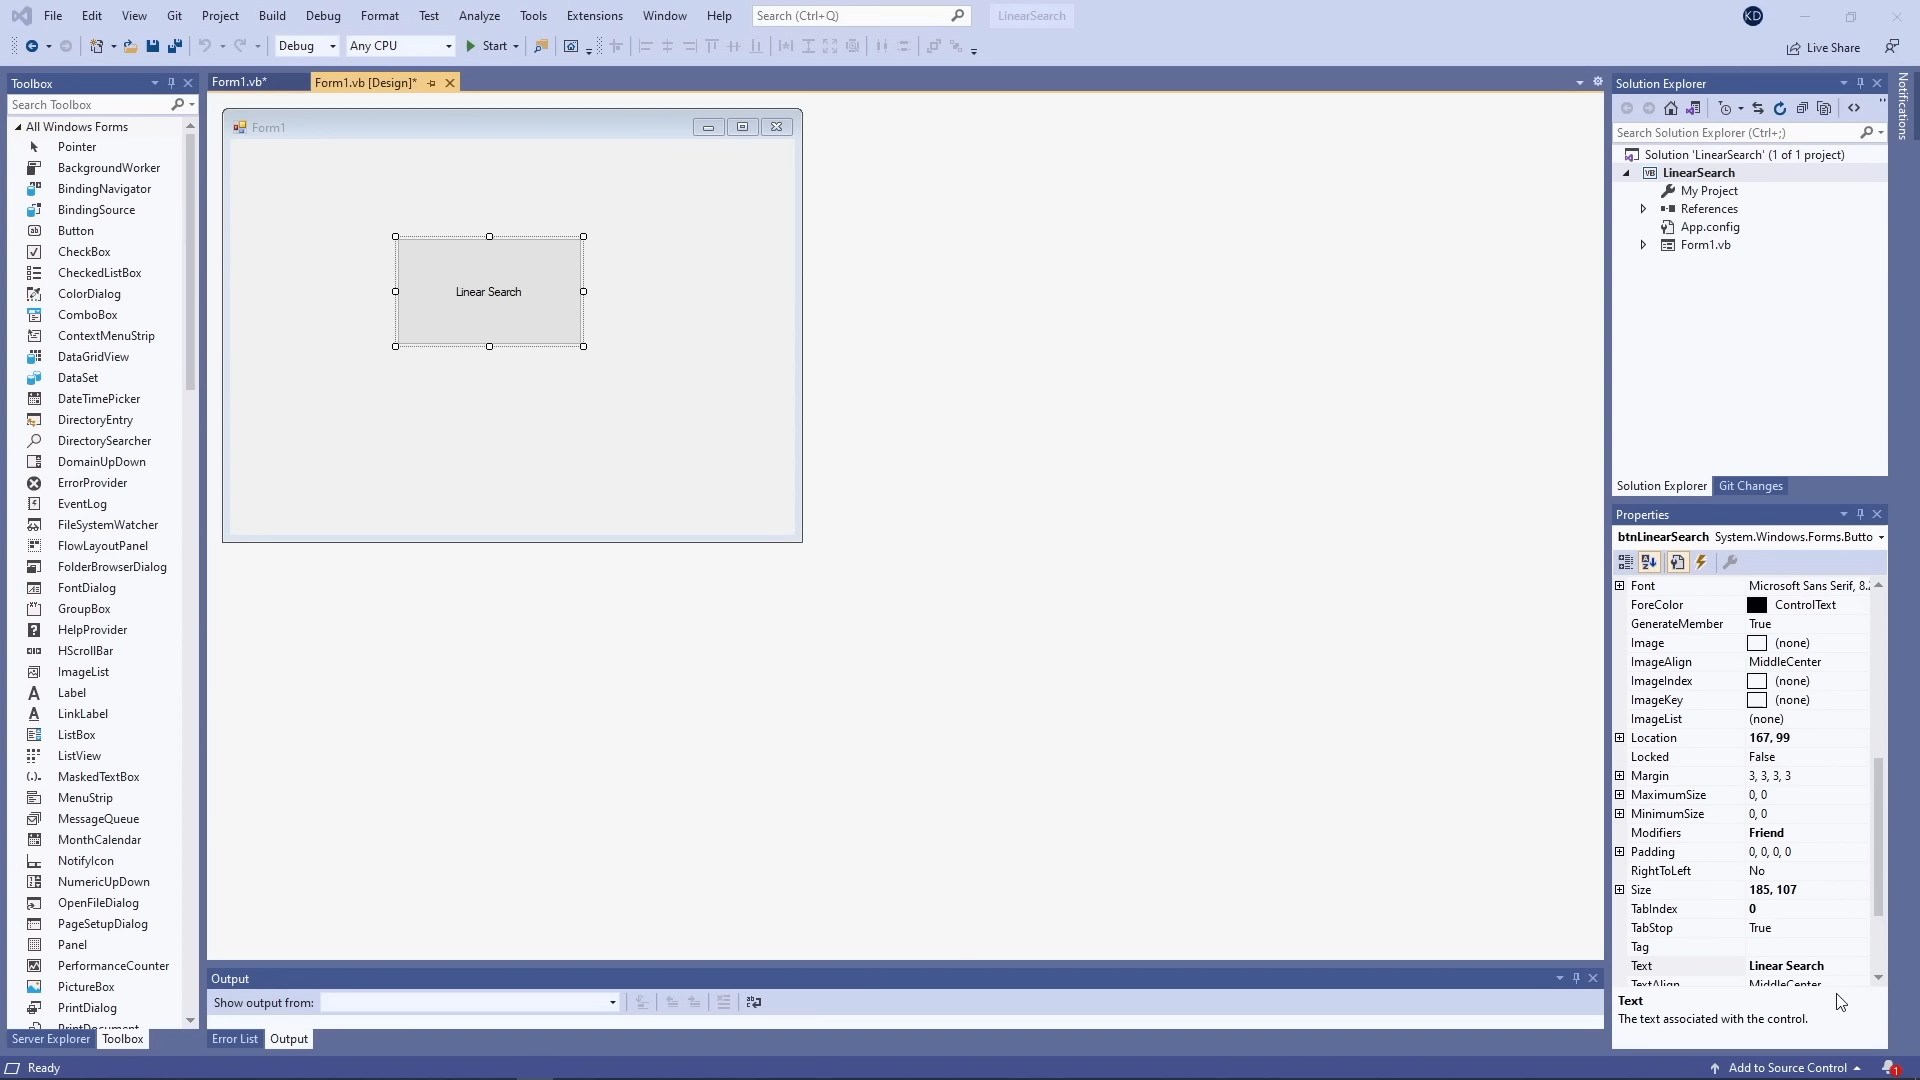 File Edit View Git Project Build Debug Format Test Analyze Tools Extensions Window Help Search (Ctrl+Q) LinearSearch KD
Debug Any CPU Start Live Share
Toolbox
Search Toolbox
All Windows Forms
Pointer
BackgroundWorker
BindingNavigator
BindingSource
Button
CheckBox
CheckedListBox
ColorDialog
ComboBox
ContextMenuStrip
DataGridView
DataSet
DateTimePicker
DirectoryEntry
DirectorySearcher
DomainUpDown
ErrorProvider
EventLog
FileSystemWatcher
FlowLayoutPanel
FolderBrowserDialog
FontDialog
GroupBox
HelpProvider
HScrollBar
ImageList
Label
LinkLabel
ListBox
ListView
MaskedTextBox
MenuStrip
MessageQueue
MonthCalendar
NotifyIcon
NumericUpDown
OpenFileDialog
PageSetupDialog
Panel
PerformanceCounter
PictureBox
PrintDialog
PrintDocument
Server Explorer Toolbox
Form1.vb* Form1.vb [Design]*
Form1
Linear Search
Output
Show output from:
Error List Output
Solution Explorer
Search Solution Explorer (Ctrl+;)
Solution 'LinearSearch' (1 of 1 project)
VB LinearSearch
My Project
References
App.config
Form1.vb
Solution Explorer Git Changes
Properties
btnLinearSearch System.Windows.Forms.Butto
Font Microsoft Sans Serif, 8.2
ForeColor ControlText
GenerateMember True
Image (none)
ImageAlign MiddleCenter
ImageIndex (none)
ImageKey (none)
ImageList (none)
Location 167, 99
Locked False
Margin 3, 3, 3, 3
MaximumSize 0, 0
MinimumSize 0, 0
Modifiers Friend
Padding 0, 0, 0, 0
RightToLeft No
Size 185, 107
TabIndex 0
TabStop True
Tag
Text Linear Search
TextAlign MiddleCenter
Text
The text associated with the control.
Notifications
Ready Add to Source Control 1